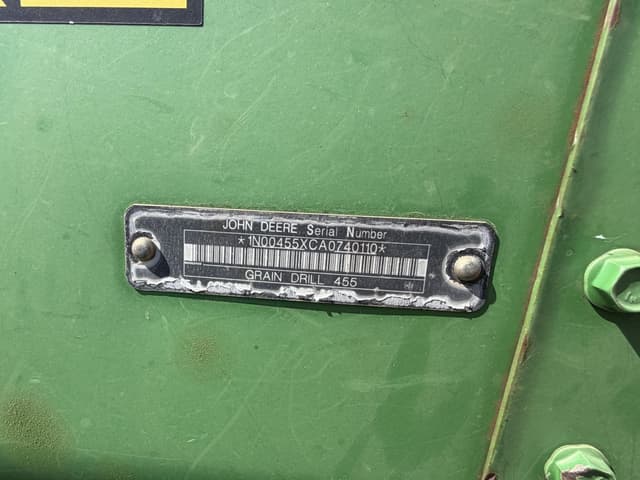 JOHN DEERE Serial Number
*1N00455XCA0740110*
GRAIN DRILL 455